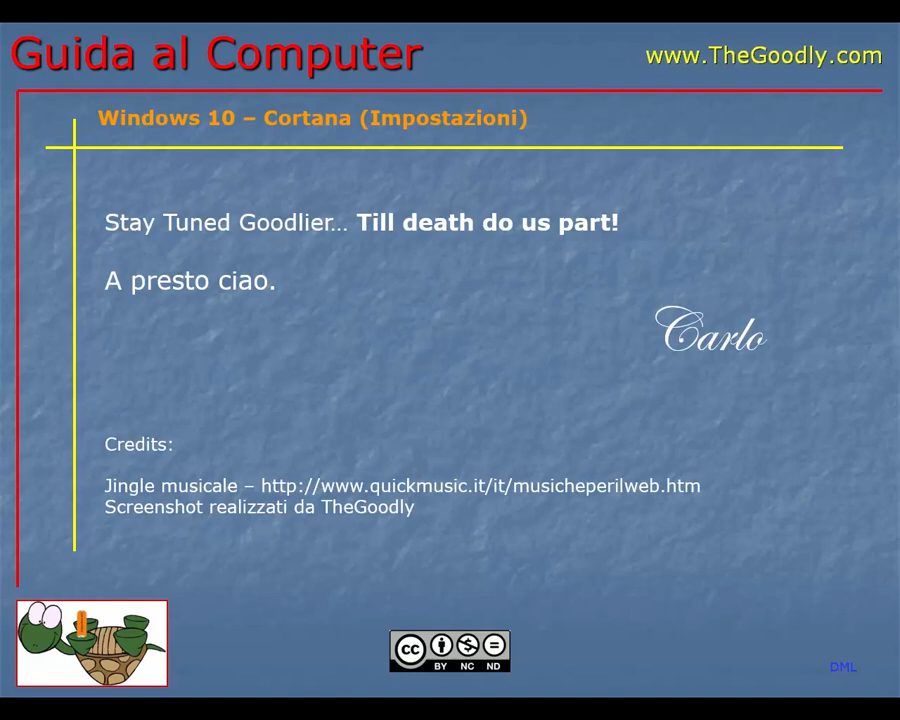 Guida al Computer
www.TheGoodly.com
Windows 10 – Cortana (Impostazioni)
Stay Tuned Goodlier… Till death do us part!
A presto ciao.
Carlo
Credits:
Jingle musicale – http://www.quickmusic.it/it/musicheperilweb.htm
Screenshot realizzati da TheGoodly
cc
BY NC ND
DML